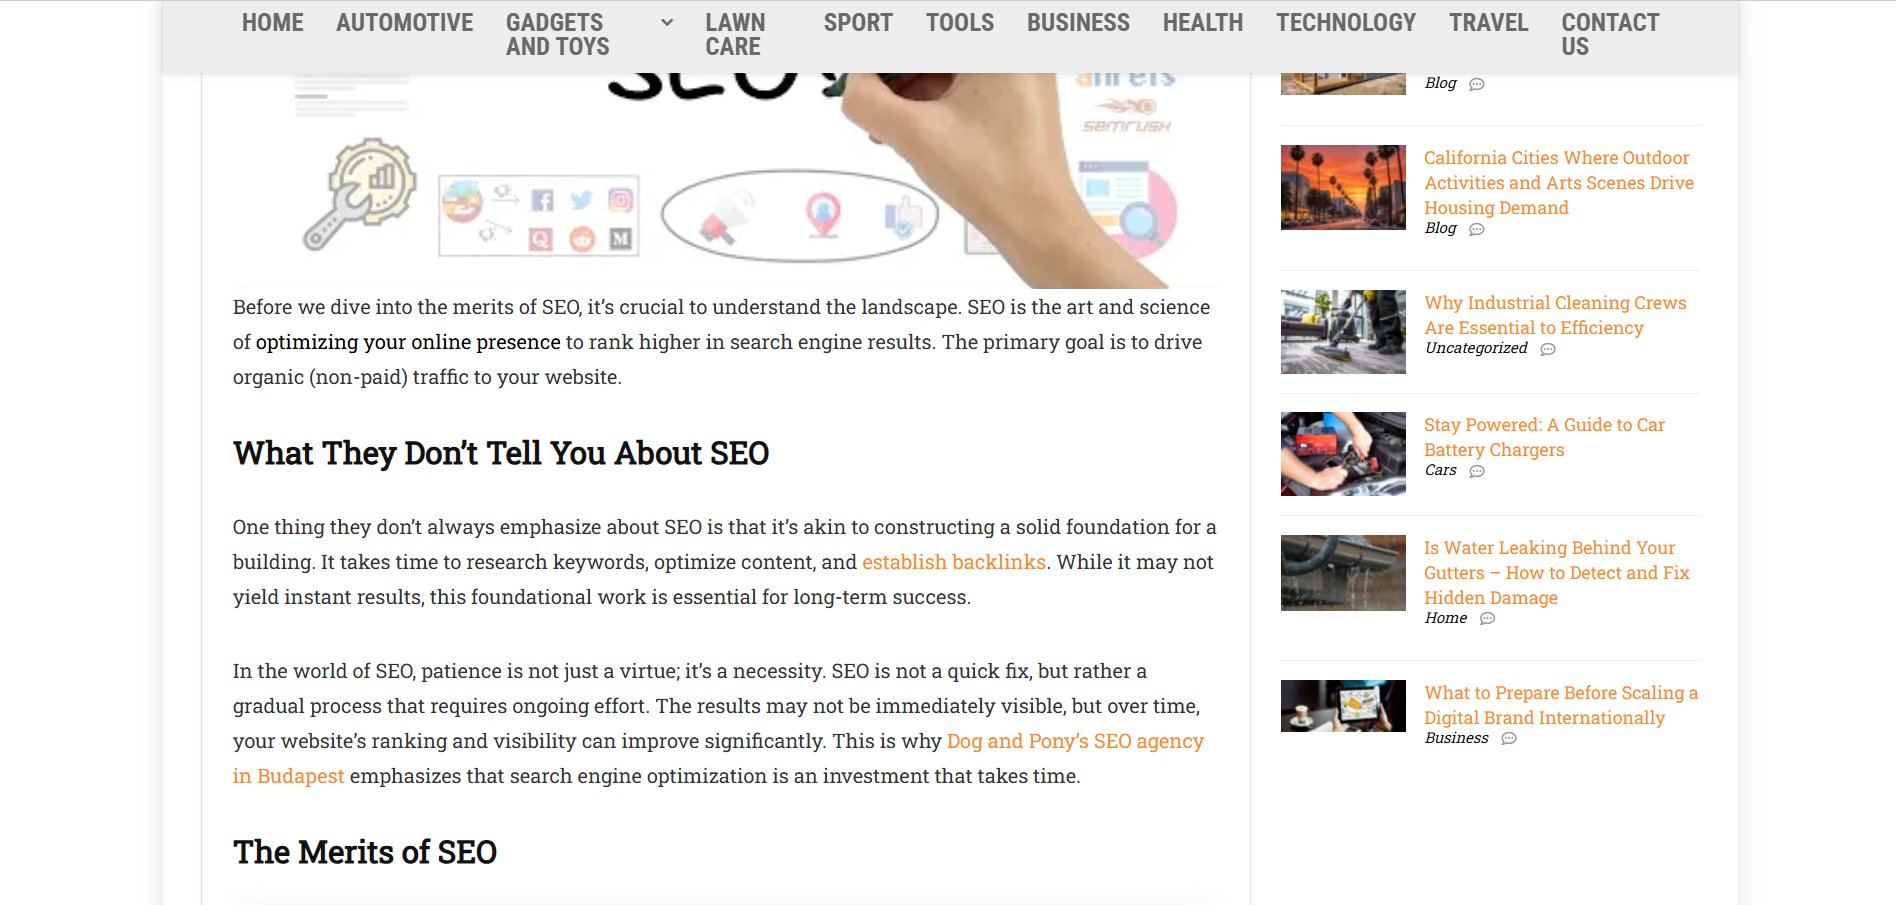 HOME AUTOMOTIVE GADGETS AND TOYS LAWN CARE SPORT TOOLS BUSINESS HEALTH TECHNOLOGY TRAVEL CONTACT US
SEO
ahrefs
semrush
Before we dive into the merits of SEO, it’s crucial to understand the landscape. SEO is the art and science
of optimizing your online presence to rank higher in search engine results. The primary goal is to drive
organic (non-paid) traffic to your website.
What They Don’t Tell You About SEO
One thing they don’t always emphasize about SEO is that it’s akin to constructing a solid foundation for a
building. It takes time to research keywords, optimize content, and establish backlinks. While it may not
yield instant results, this foundational work is essential for long-term success.
In the world of SEO, patience is not just a virtue; it’s a necessity. SEO is not a quick fix, but rather a
gradual process that requires ongoing effort. The results may not be immediately visible, but over time,
your website’s ranking and visibility can improve significantly. This is why Dog and Pony’s SEO agency
in Budapest emphasizes that search engine optimization is an investment that takes time.
The Merits of SEO
Blog
California Cities Where Outdoor
Activities and Arts Scenes Drive
Housing Demand
Blog
Why Industrial Cleaning Crews
Are Essential to Efficiency
Uncategorized
Stay Powered: A Guide to Car
Battery Chargers
Cars
Is Water Leaking Behind Your
Gutters – How to Detect and Fix
Hidden Damage
Home
What to Prepare Before Scaling a
Digital Brand Internationally
Business